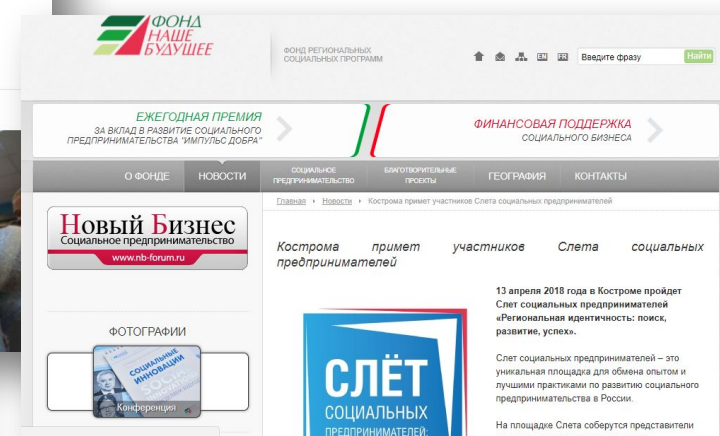 ФОНД
НАШЕ
БУДУЩЕЕ
ФОНД РЕГИОНАЛЬНЫХ
СОЦИАЛЬНЫХ ПРОГРАММ
EN
FR
Введите фразу
Найти
ЕЖЕГОДНАЯ ПРЕМИЯ
ЗА ВКЛАД В РАЗВИТИЕ СОЦИАЛЬНОГО
ПРЕДПРИНИМАТЕЛЬСТВА "ИМПУЛЬС ДОБРА"
ФИНАНСОВАЯ ПОДДЕРЖКА
СОЦИАЛЬНОГО БИЗНЕСА
О ФОНДЕ
НОВОСТИ
СОЦИАЛЬНОЕ
ПРЕДПРИНИМАТЕЛЬСТВО
БЛАГОТВОРИТЕЛЬНЫЕ
ПРОЕКТЫ
ГЕОГРАФИЯ
КОНТАКТЫ
Главная › Новости › Кострома примет участников Слета социальных предпринимателей
Новый Бизнес
Социальное предпринимательство
www.nb-forum.ru
ФОТОГРАФИИ
СОЦИАЛЬНЫЕ
ИННОВАЦИИ
Конференция
Кострома примет участников Слета социальных
предпринимателей
СЛЁТ
СОЦИАЛЬНЫХ
ПРЕДПРИНИМАТЕЛЕЙ:
13 апреля 2018 года в Костроме пройдет
Слет социальных предпринимателей
«Региональная идентичность: поиск,
развитие, успех».
Слет социальных предпринимателей – это
уникальная площадка для обмена опытом и
лучшими практиками по развитию социального
предпринимательства в России.
На площадке Слета соберутся представители